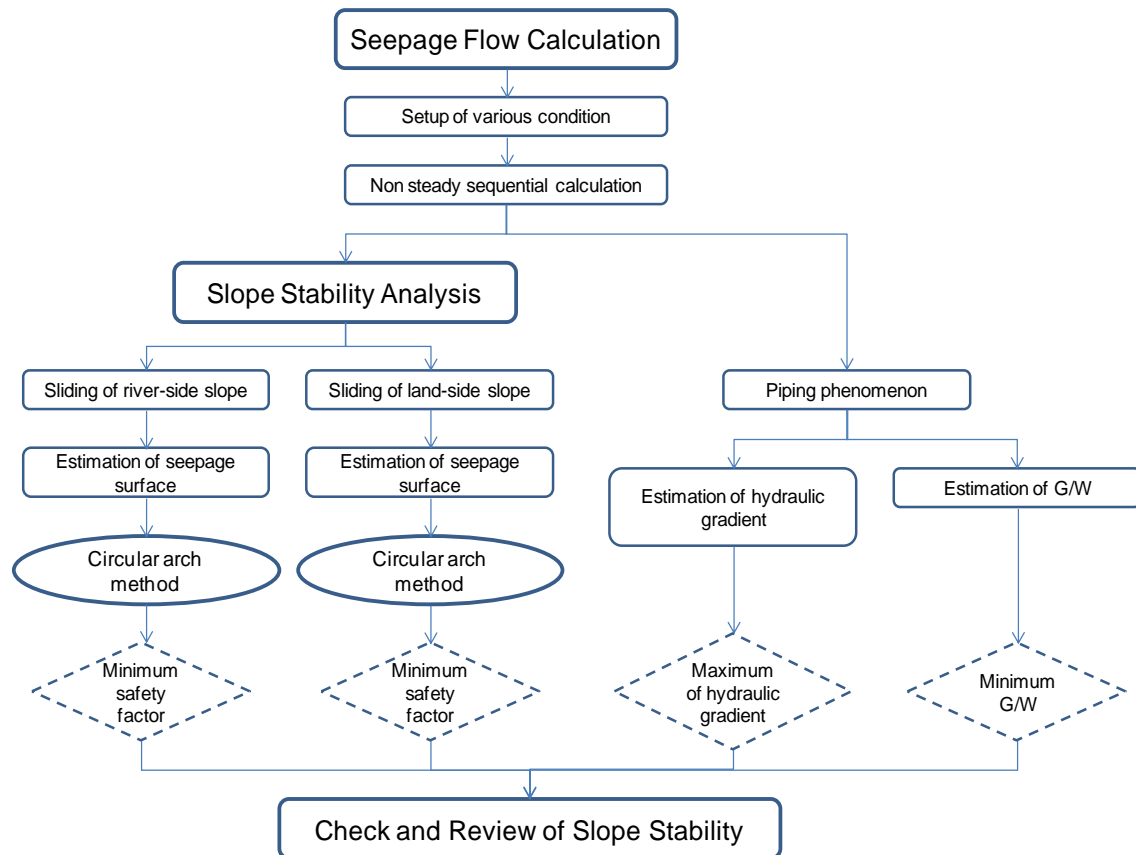 Seepage Flow Calculation
Setup of various condition
Non steady sequential calculation
Slope Stability Analysis
Sliding of river-side slope
Sliding of land-side slope
Piping phenomenon
Estimation of seepage
surface
Estimation of seepage
surface
Estimation of hydraulic
gradient
Estimation of G/W
Circular arch
method
Circular arch
method
Minimum
safety
factor
Minimum
safety
factor
Maximum
of hydraulic
gradient
Minimum
G/W
Check and Review of Slope Stability